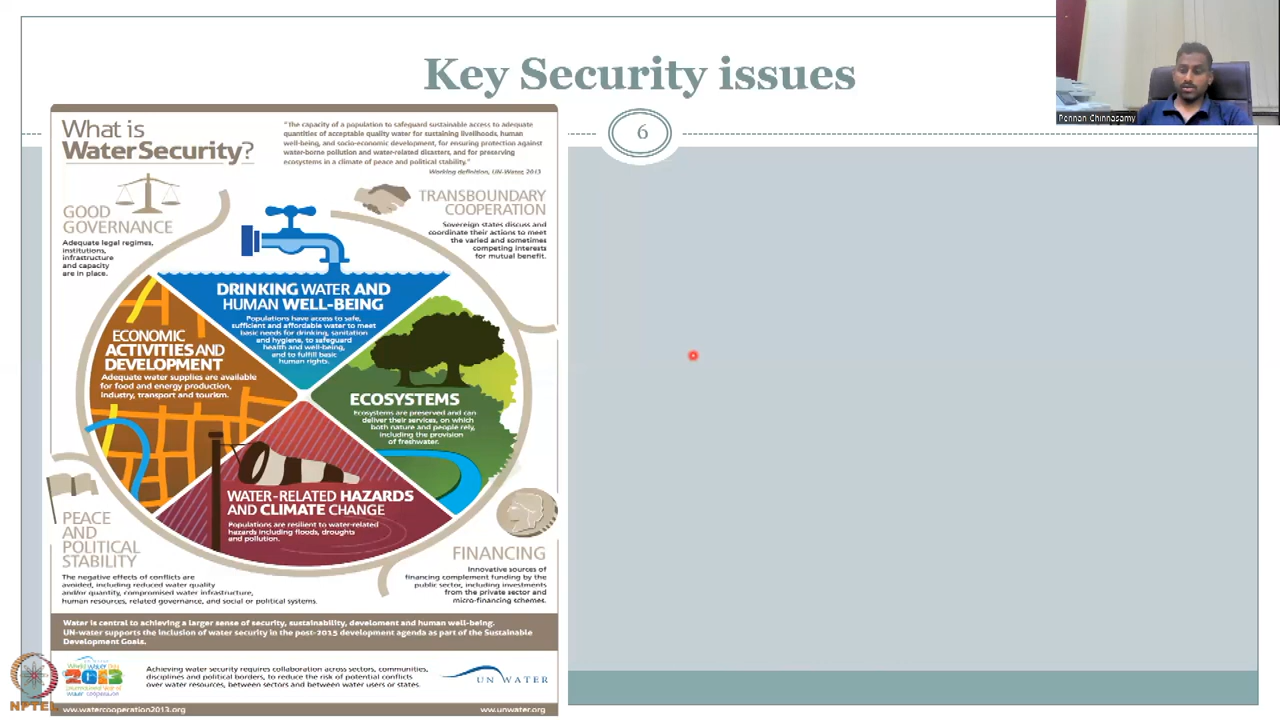 Key Security issues
6
Pennan Chinnasamy
What is
Water Security?
"The capacity of a population to safeguard sustainable access to adequate
quantities of acceptable quality water for sustaining livelihoods, human
well-being, and socio-economic development, for ensuring protection against
water-borne pollution and water-related disasters, and for preserving
ecosystems in a climate of peace and political stability."
Working definition, UN-Water, 2013
GOOD
GOVERNANCE
Adequate legal regimes,
institutions,
infrastructure
and capacity
are in place.
TRANSBOUNDARY
COOPERATION
Sovereign states discuss and
coordinate their actions to meet
the varied and sometimes
competing interests
for mutual benefit.
DRINKING WATER AND
HUMAN WELL-BEING
Populations have access to safe,
sufficient and affordable water to meet
basic needs for drinking, sanitation
and hygiene, to safeguard
health and well-being,
and to fulfill basic
human rights.
ECONOMIC
ACTIVITIES AND
DEVELOPMENT
Adequate water supplies are available
for food and energy production,
industry, transport and tourism.
ECOSYSTEMS
Ecosystems are preserved and can
deliver their services, on which
both nature and people rely,
including the provision
of freshwater.
WATER-RELATED HAZARDS
AND CLIMATE CHANGE
Populations are resilient to water-related
hazards including floods, droughts
and pollution.
PEACE
AND
POLITICAL
STABILITY
The negative effects of conflicts are
avoided, including reduced water quality
and/or quantity, compromised water infrastructure,
human resources, related governance, and social or political systems.
FINANCING
Innovative sources of
financing complement funding by the
public sector, including investments
from the private sector and
micro-financing schemes.
Water is central to achieving a larger sense of security, sustainability, develoment and human well-being.
UN-water supports the inclusion of water security in the post-2015 development agenda as part of the Sustainable
Development Goals.
2013
Achieving water security requires collaboration across sectors, communities,
disciplines and political borders, to reduce the risk of potential conflicts
over water resources, between sectors and between water users or states.
UN WATER
NPTEL
ww.watercooperation2013.org
www.unwater.org